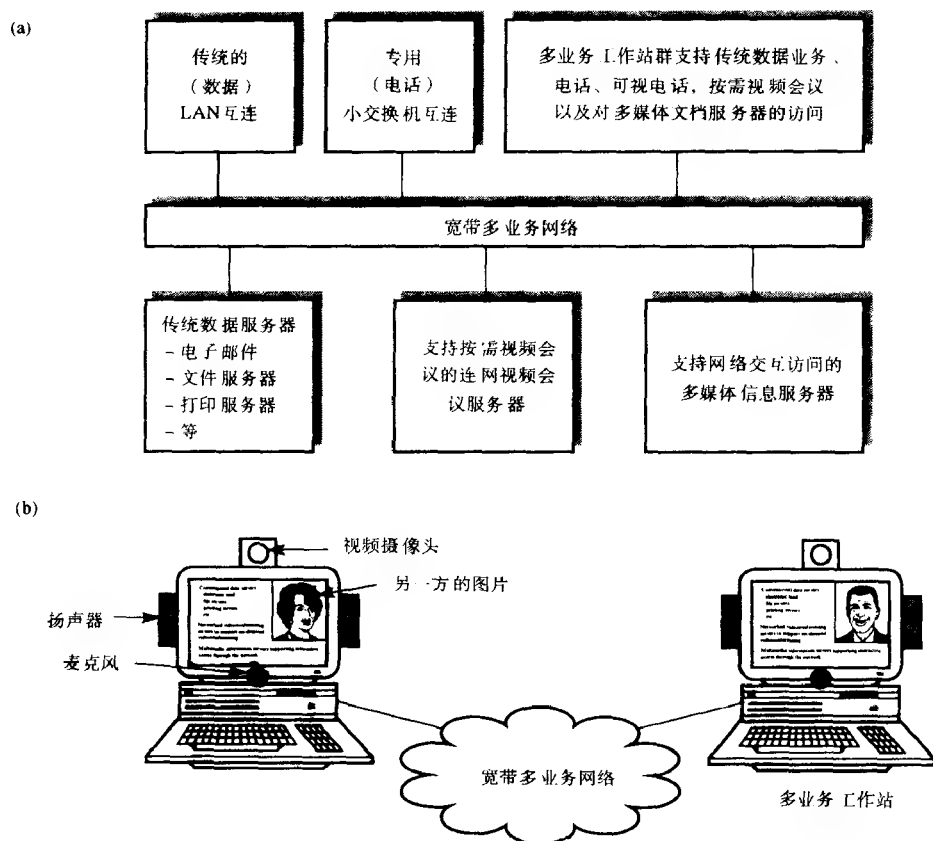 (a)
传统的
（数据）
LAN互连
专用
（电话）
小交换机互连
多业务工作站群支持传统数据业务、
电话、可视电话，按需视频会议
以及对多媒体文档服务器的访问
宽带多业务网络
传统数据服务器
– 电子邮件
– 文件服务器
– 打印服务器
– 等
支持按需视频会
议的连网视频会
议服务器
支持网络交互访问的
多媒体信息服务器
(b)
视频摄像头
另一方的图片
扬声器
麦克风
宽带多业务网络
多业务工作站